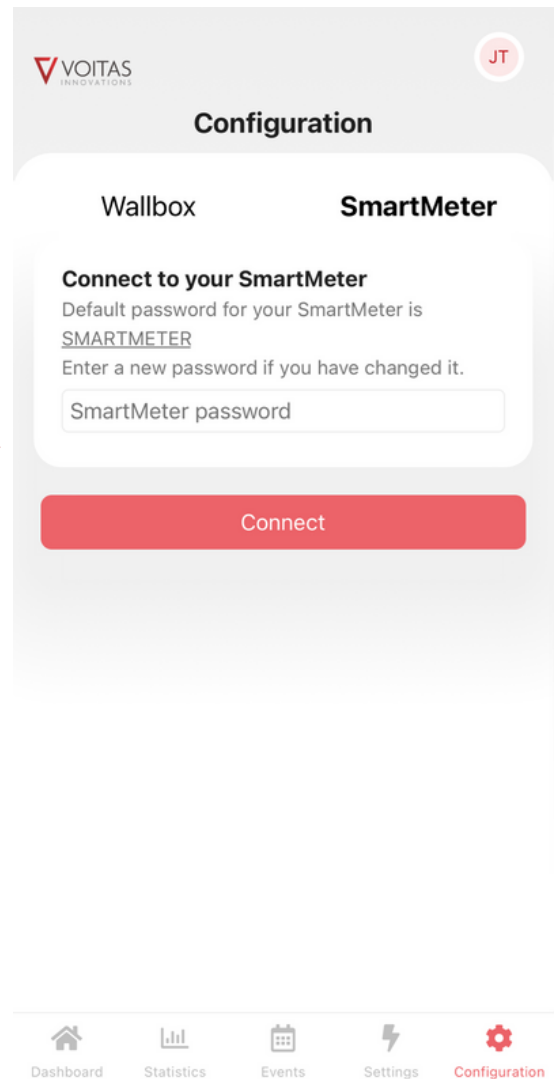 VOITAS
INNOVATIONS
JT
Configuration
Wallbox SmartMeter
Connect to your SmartMeter
Default password for your SmartMeter is
SMARTMETER
Enter a new password if you have changed it.
SmartMeter password
Connect
Dashboard Statistics Events Settings Configuration